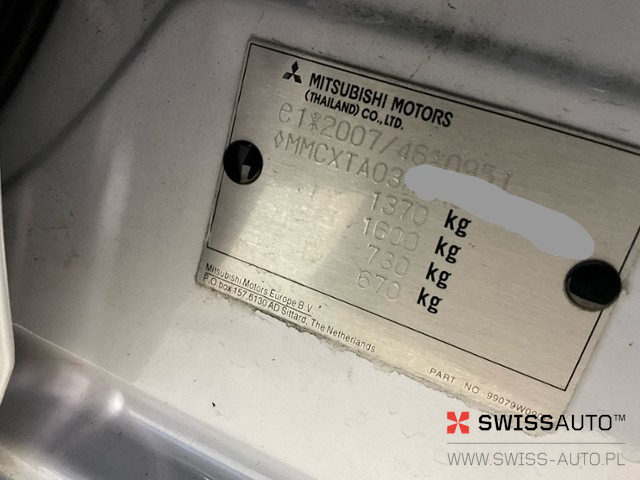 MITSUBISHI MOTORS
(THAILAND) CO., LTD.
e1*2007/46*0951
◊MMCXTA03
1370 kg
1600 kg
730 kg
670 kg
Mitsubishi Motors Europe B.V.
P.O. box 157, 6130 AD Sittard, The Netherlands
PART NO. 99079W00
SWISSAUTO™
WWW.SWISS-AUTO.PL